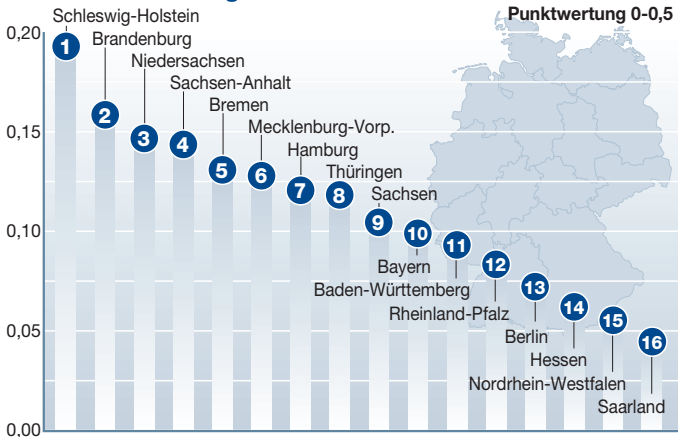 Punktwertung 0-0,5
0,20
0,15
0,10
0,05
0,00
1 Schleswig-Holstein
2 Brandenburg
3 Niedersachsen
4 Sachsen-Anhalt
5 Bremen
6 Mecklenburg-Vorp.
7 Hamburg
8 Thüringen
9 Sachsen
10 Bayern
11 Baden-Württemberg
12 Rheinland-Pfalz
13 Berlin
14 Hessen
15 Nordrhein-Westfalen
16 Saarland